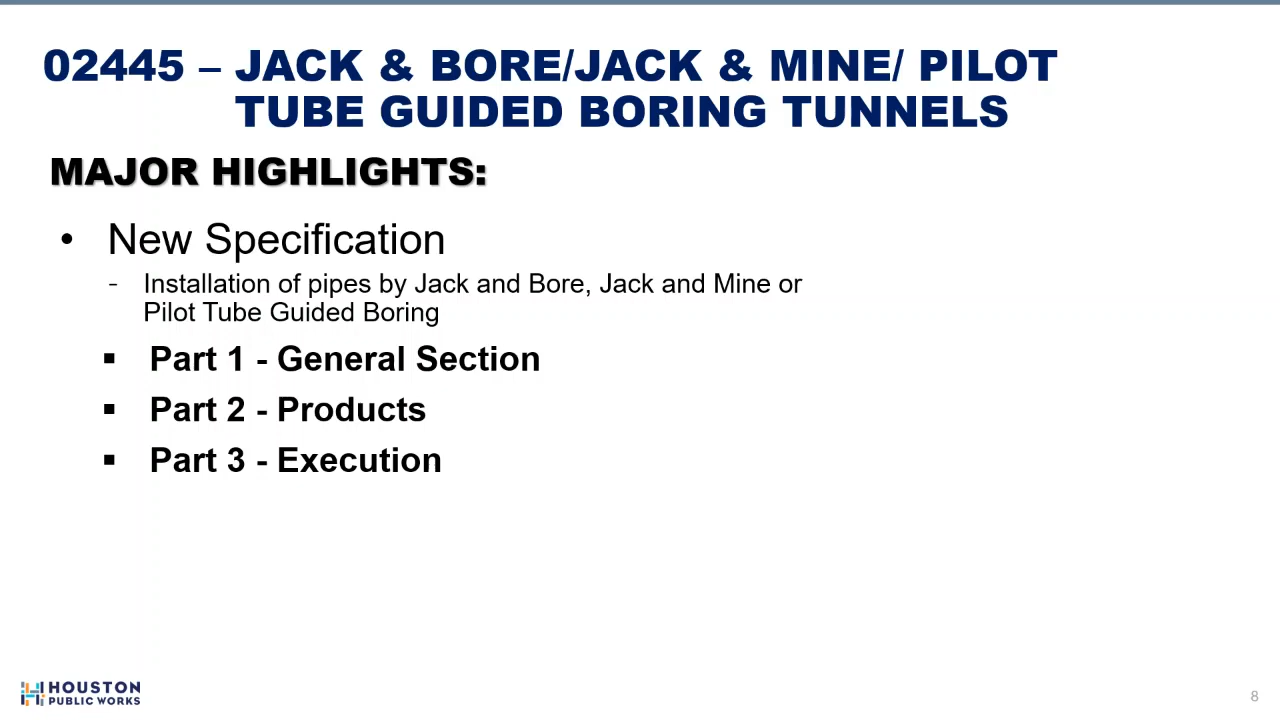 02445 – JACK & BORE/JACK & MINE/ PILOT
TUBE GUIDED BORING TUNNELS
MAJOR HIGHLIGHTS:
• New Specification
- Installation of pipes by Jack and Bore, Jack and Mine or
Pilot Tube Guided Boring
▪ Part 1 - General Section
▪ Part 2 - Products
▪ Part 3 - Execution
HOUSTON
PUBLIC WORKS
8